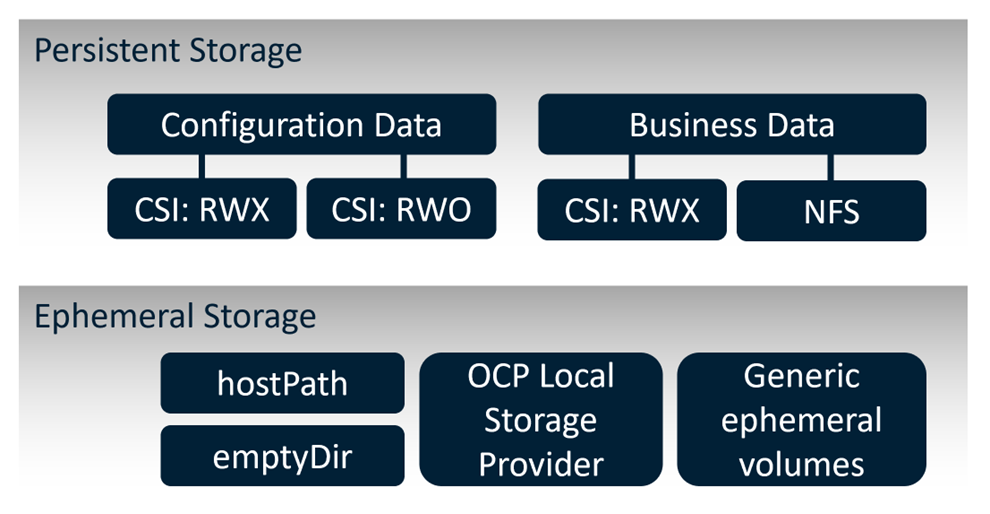 Persistent Storage
Configuration Data
Business Data
CSI: RWX
CSI: RWO
CSI: RWX
NFS
Ephemeral Storage
hostPath
emptyDir
OCP Local
Storage
Provider
Generic
ephemeral
volumes